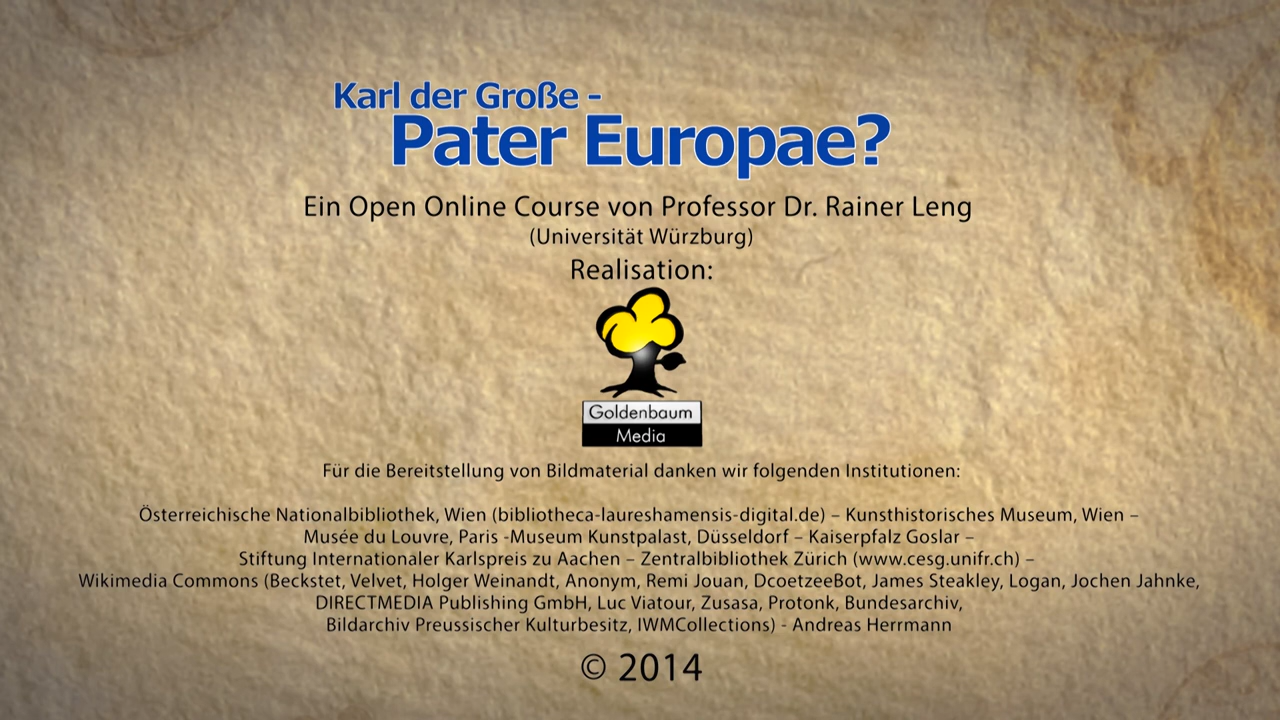 Karl der Große -
Pater Europae?
Ein Open Online Course von Professor Dr. Rainer Leng
(Universität Würzburg)
Realisation:
Goldenbaum
Media
Für die Bereitstellung von Bildmaterial danken wir folgenden Institutionen:
Österreichische Nationalbibliothek, Wien (bibliotheca-laureshamensis-digital.de) – Kunsthistorisches Museum, Wien –
Musée du Louvre, Paris -Museum Kunstpalast, Düsseldorf – Kaiserpfalz Goslar –
Stiftung Internationaler Karlspreis zu Aachen – Zentralbibliothek Zürich (www.cesg.unifr.ch) –
Wikimedia Commons (Beckstet, Velvet, Holger Weinandt, Anonym, Remi Jouan, DcoetzeeBot, James Steakley, Logan, Jochen Jahnke,
DIRECTMEDIA Publishing GmbH, Luc Viatour, Zusasa, Protonk, Bundesarchiv,
Bildarchiv Preussischer Kulturbesitz, IWMCollections) - Andreas Herrmann
© 2014